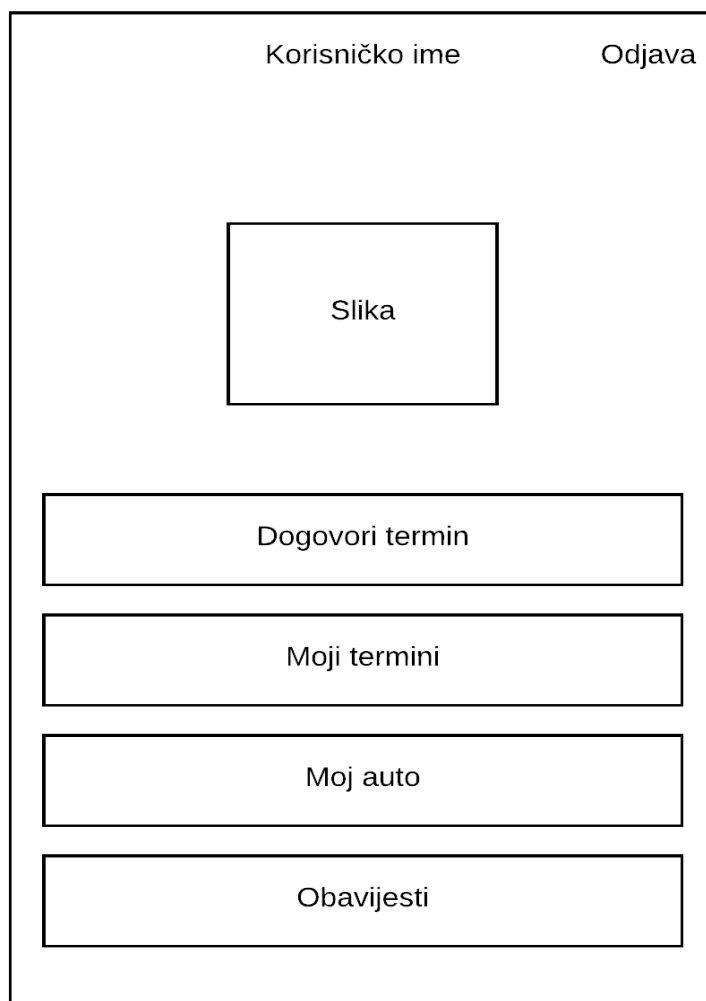 Korisničko ime Odjava
Slika
Dogovori termin
Moji termini
Moj auto
Obavijesti